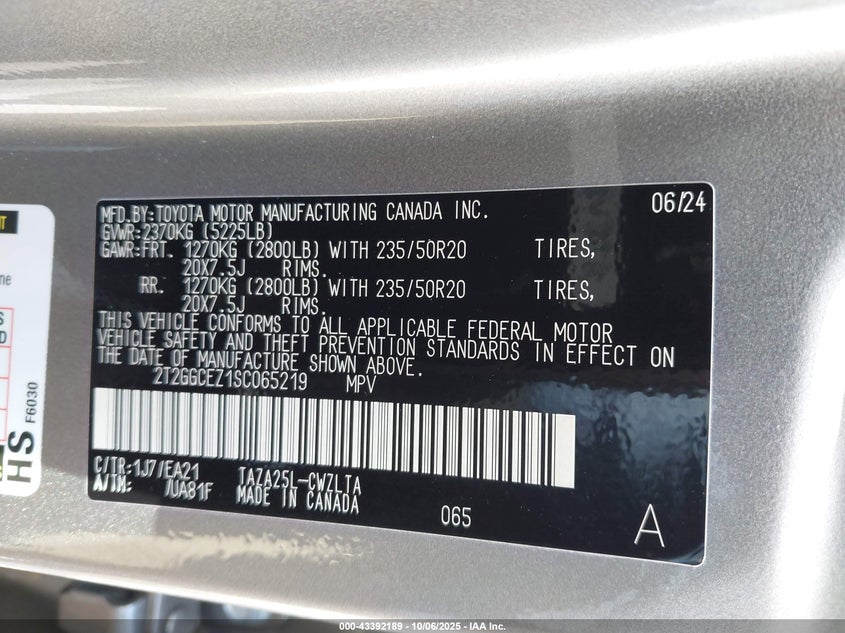 MFD.BY:TOYOTA MOTOR MANUFACTURING CANADA INC. 06/24
GVWR:2370KG (5225LB)
GAWR:FRT. 1270KG (2800LB) WITH 235/50R20 TIRES,
20X7.5J RIMS.
RR. 1270KG (2800LB) WITH 235/50R20 TIRES,
20X7.5J RIMS.
THIS VEHICLE CONFORMS TO ALL APPLICABLE FEDERAL MOTOR
VEHICLE SAFETY AND THEFT PREVENTION STANDARDS IN EFFECT ON
THE DATE OF MANUFACTURE SHOWN ABOVE.
2T2GGCEZ1SC065219 MPV
C/TR:1J7/EA21 TAZA25L-CWZLTA
A/TM: /UA81F MADE IN CANADA
065
A
HS F6030
000-43392189 - 10/06/2025 - IAA Inc.